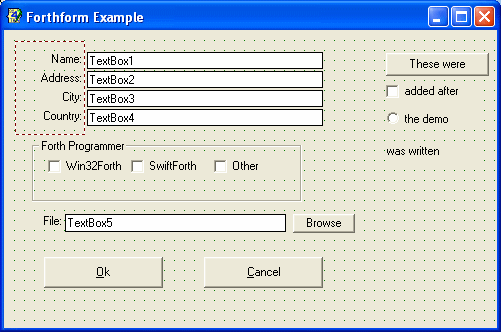 Forthform Example
Name: TextBox1
Address: TextBox2
City: TextBox3
Country: TextBox4
These were
added after
the demo
was written
Forth Programmer
Win32Forth SwiftForth Other
File: TextBox5 Browse
Ok Cancel